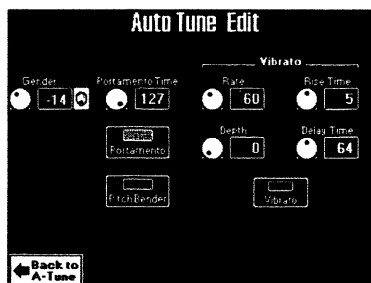 Auto Tune Edit
Vibrato
Gender
Portamento Time
Rate
Rise Time
-14
127
60
5
Portamento
Depth
Delay Time
0
64
Pitch Bender
Vibrato
Back to
A-Tune